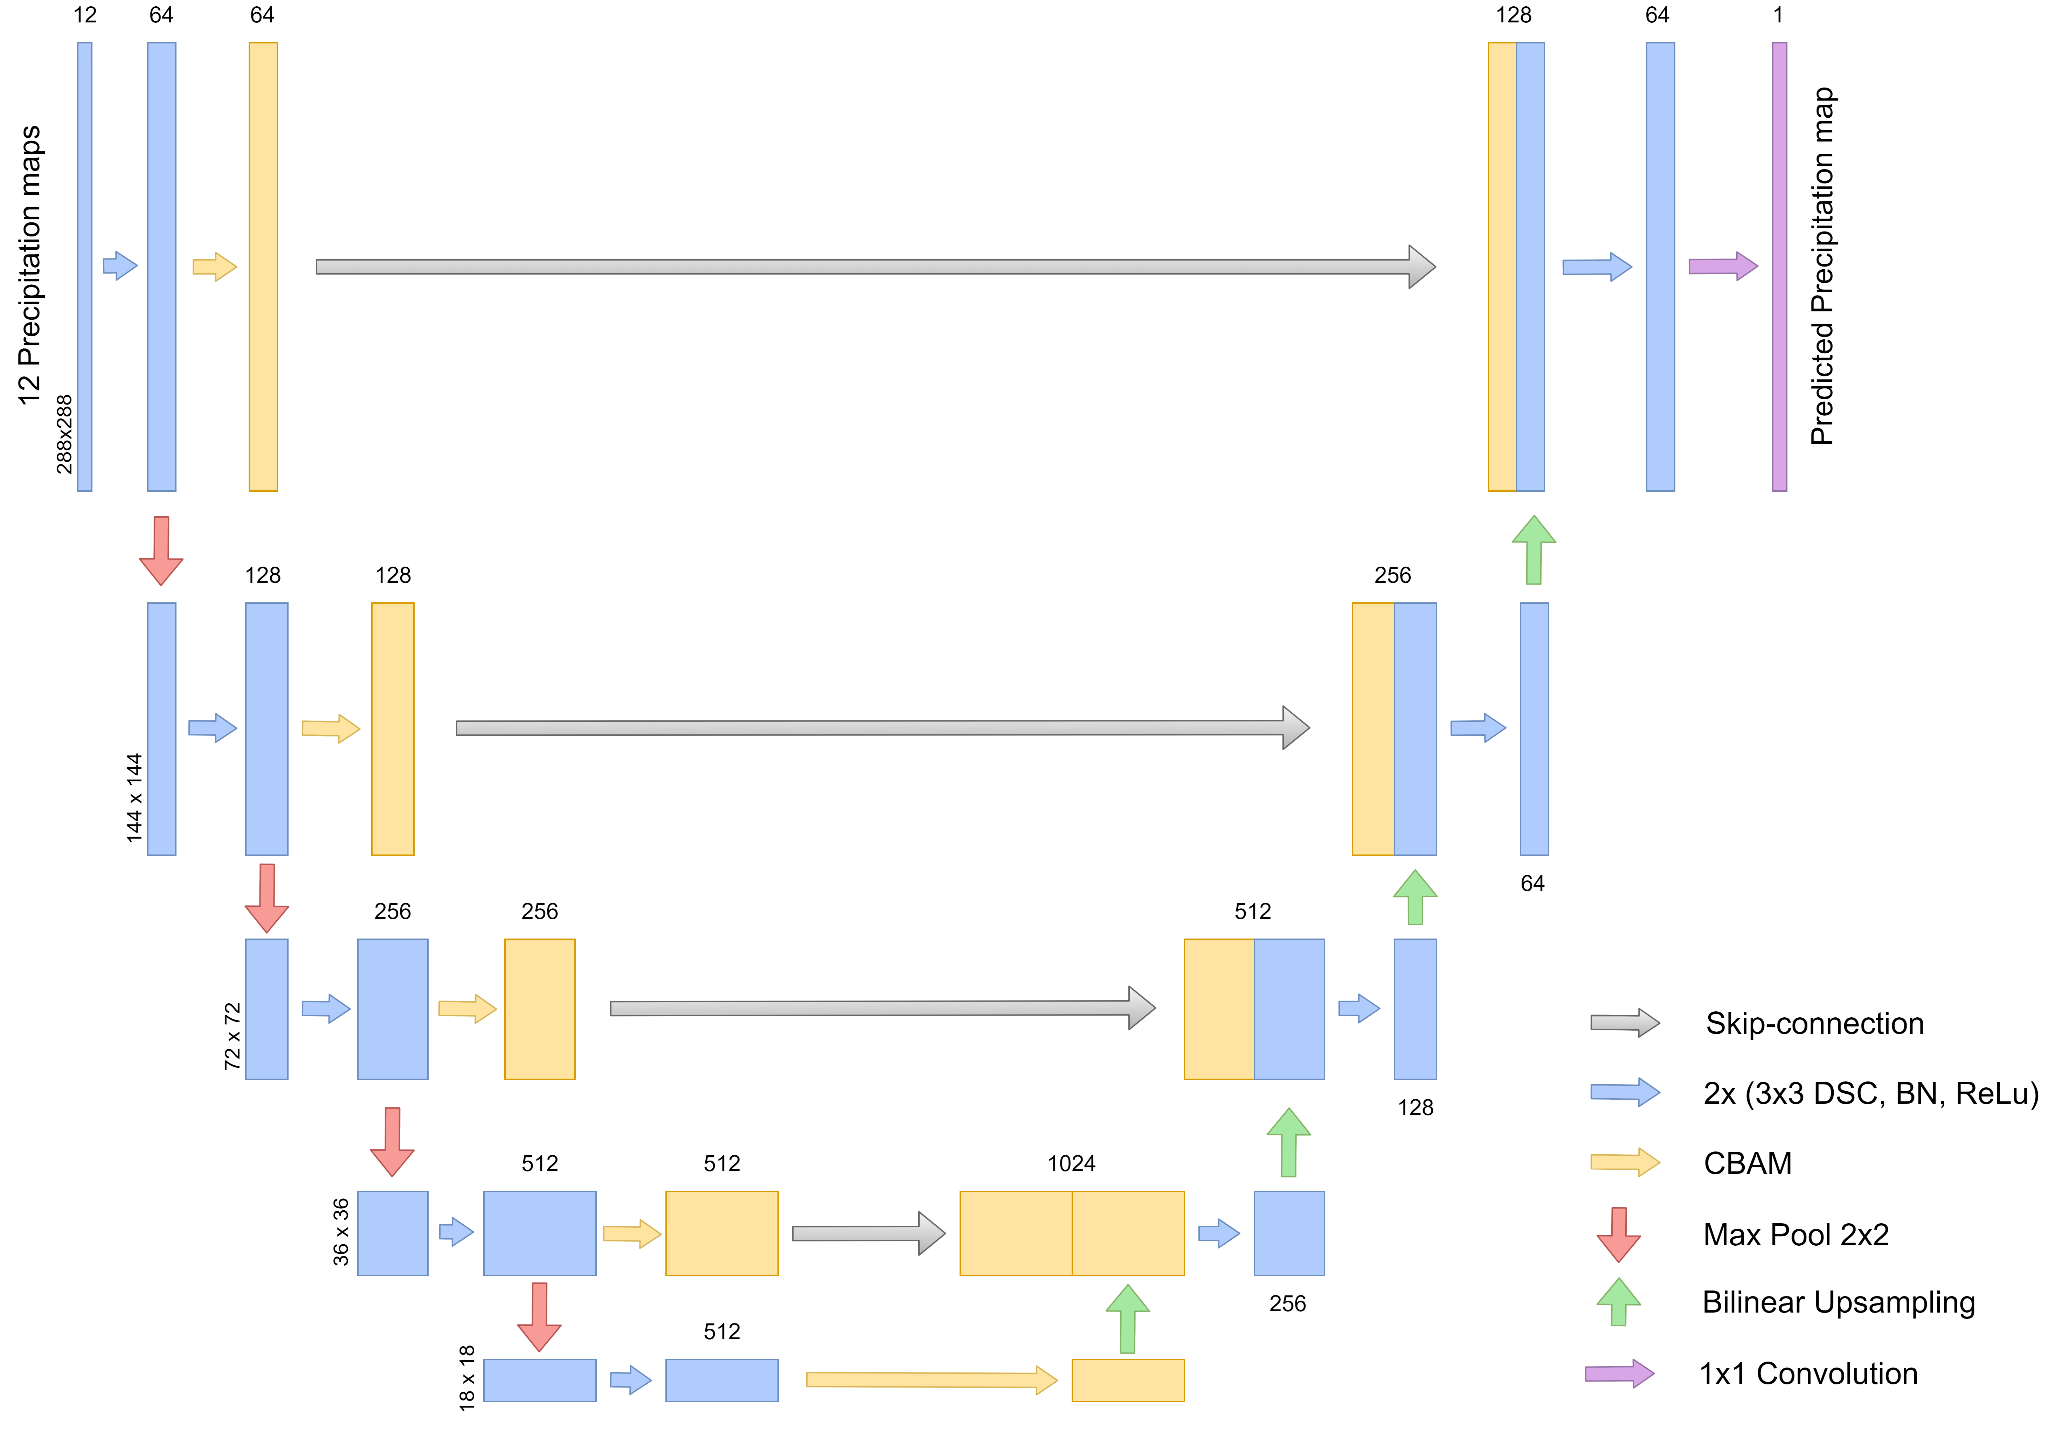 12
64
64
128
64
1
12 Precipitation maps
288x288
Predicted Precipitation map
128
128
256
144 x 144
64
256
256
512
72 x 72
128
512
512
1024
36 x 36
256
512
18 x 18
Skip-connection
2x (3x3 DSC, BN, ReLu)
CBAM
Max Pool 2x2
Bilinear Upsampling
1x1 Convolution